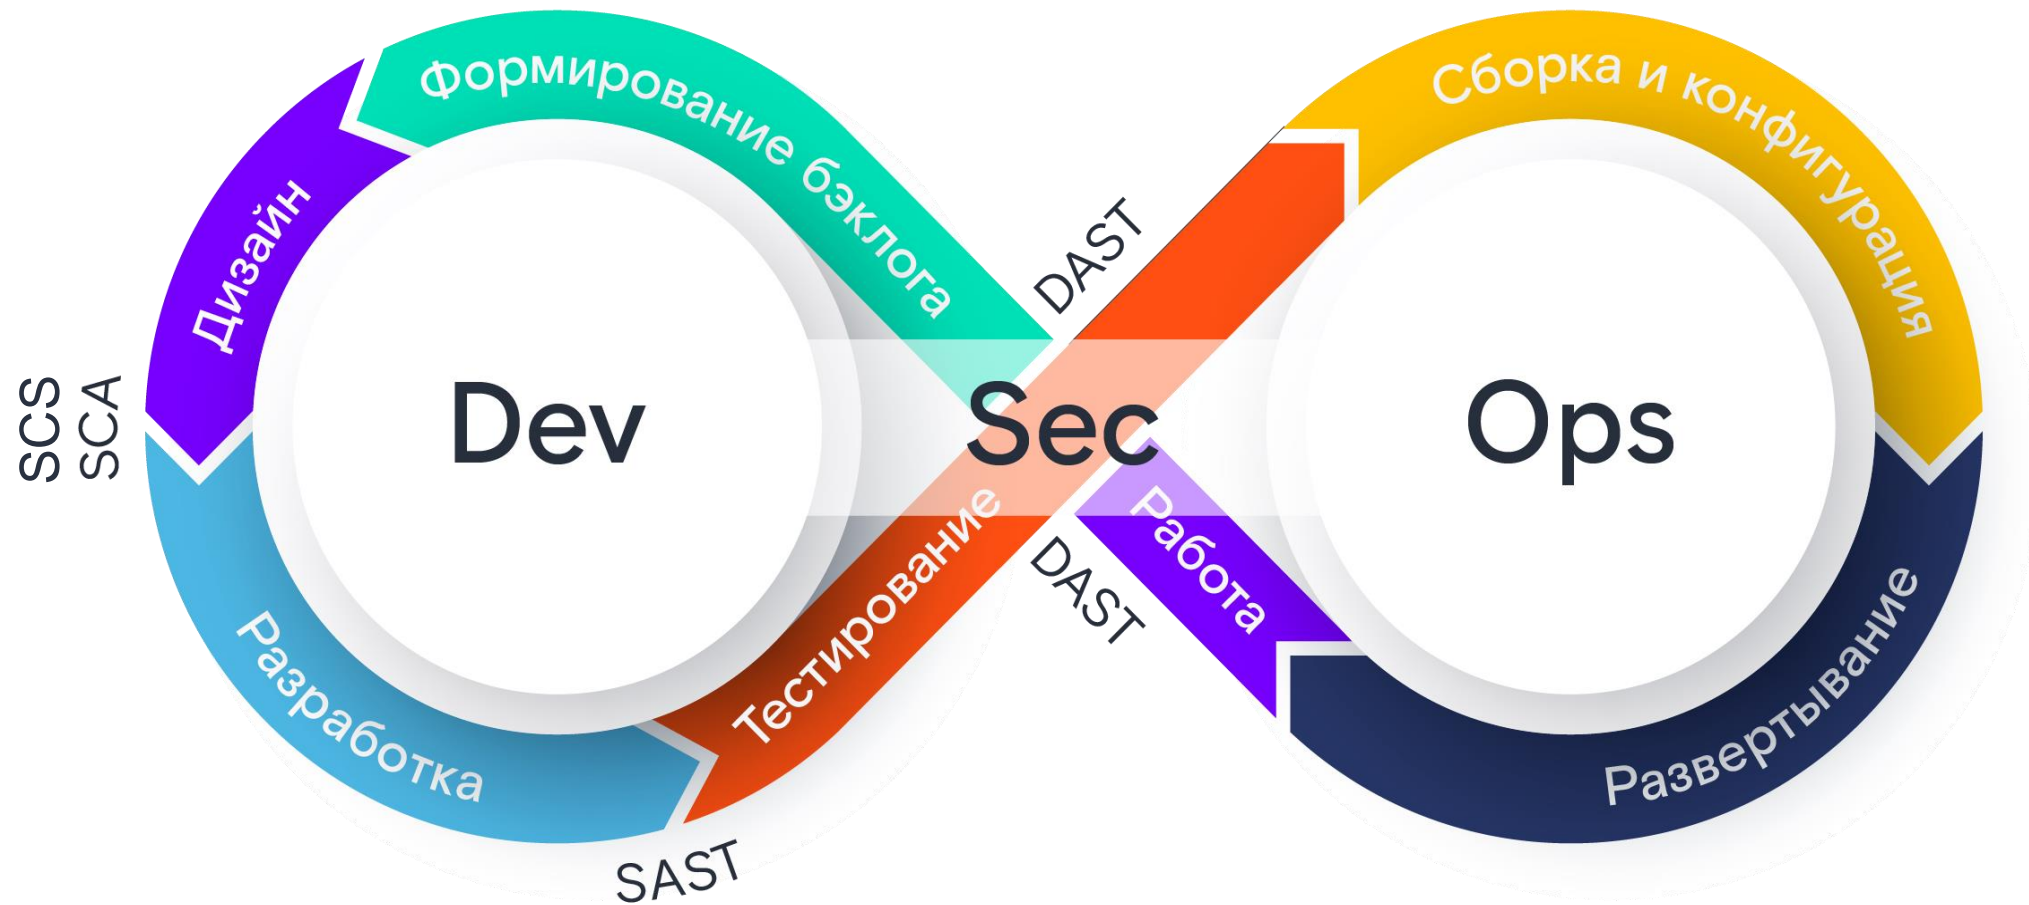 Формирование бэклога
Дизайн
SCS
SCA
Разработка
SAST
Тестирование
DAST
Сборка и конфигурация
Развертывание
Работа
DAST
Dev
Sec
Ops